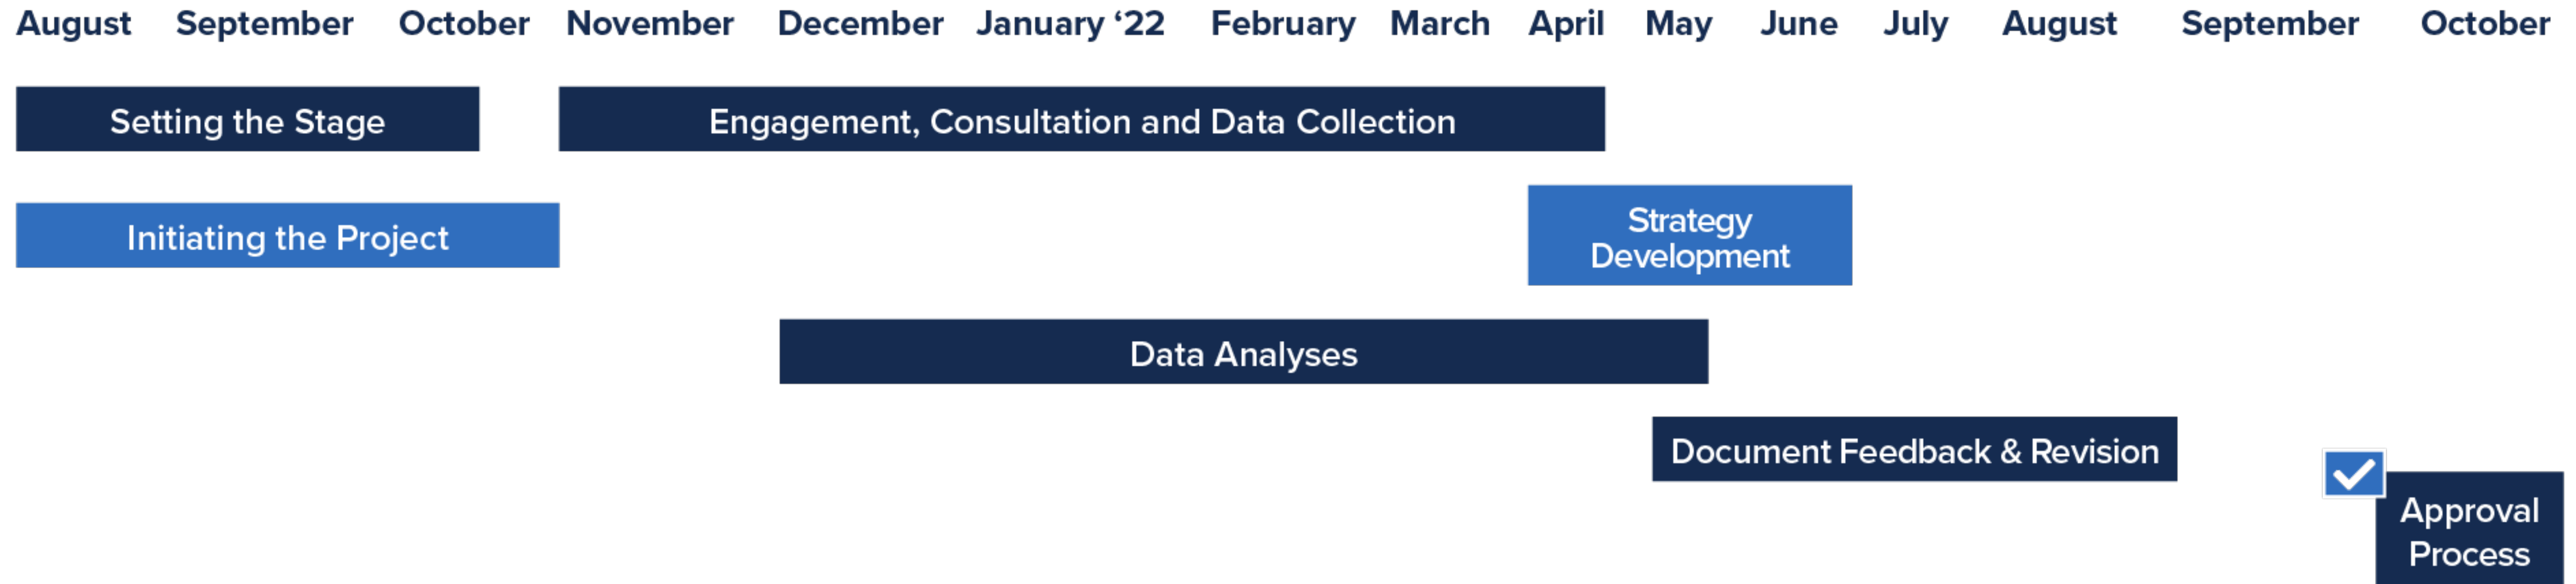 August September October November December January ‘22 February March April May June July August September October
Setting the Stage
Engagement, Consultation and Data Collection
Initiating the Project
Strategy
Development
Data Analyses
Document Feedback & Revision
Approval
Process